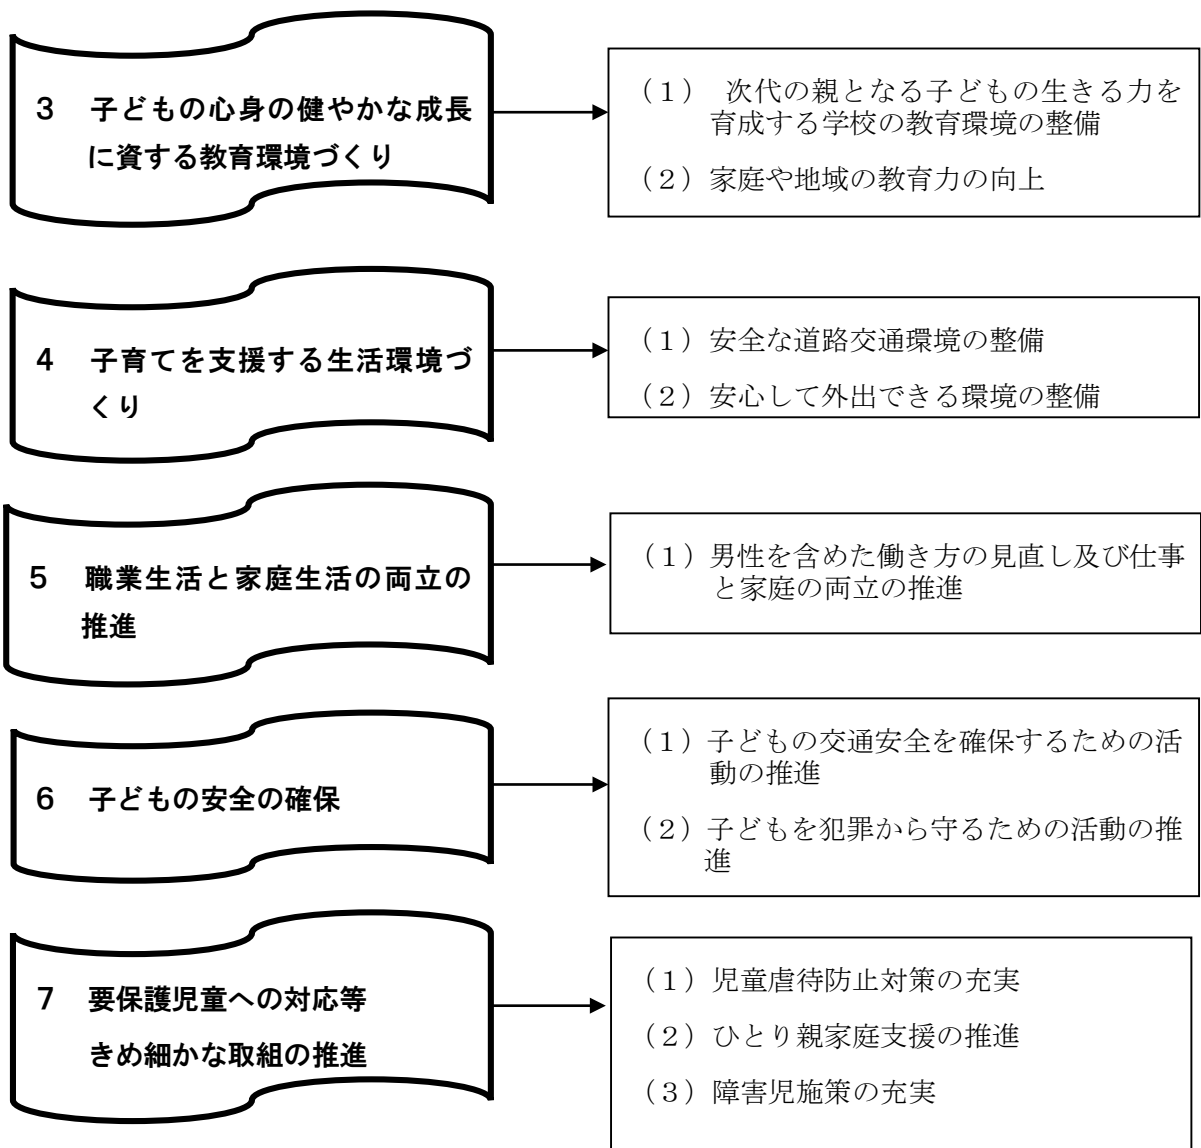 3 子どもの心身の健やかな成長
に資する教育環境づくり
（１） 次代の親となる子どもの生きる力を
育成する学校の教育環境の整備
（２）家庭や地域の教育力の向上
4 子育てを支援する生活環境づ
くり
（１）安全な道路交通環境の整備
（２）安心して外出できる環境の整備
5 職業生活と家庭生活の両立の
推進
（１）男性を含めた働き方の見直し及び仕事
と家庭の両立の推進
6 子どもの安全の確保
（１）子どもの交通安全を確保するための活
動の推進
（２）子どもを犯罪から守るための活動の推
進
7 要保護児童への対応等
きめ細かな取組の推進
（１）児童虐待防止対策の充実
（２）ひとり親家庭支援の推進
（３）障害児施策の充実